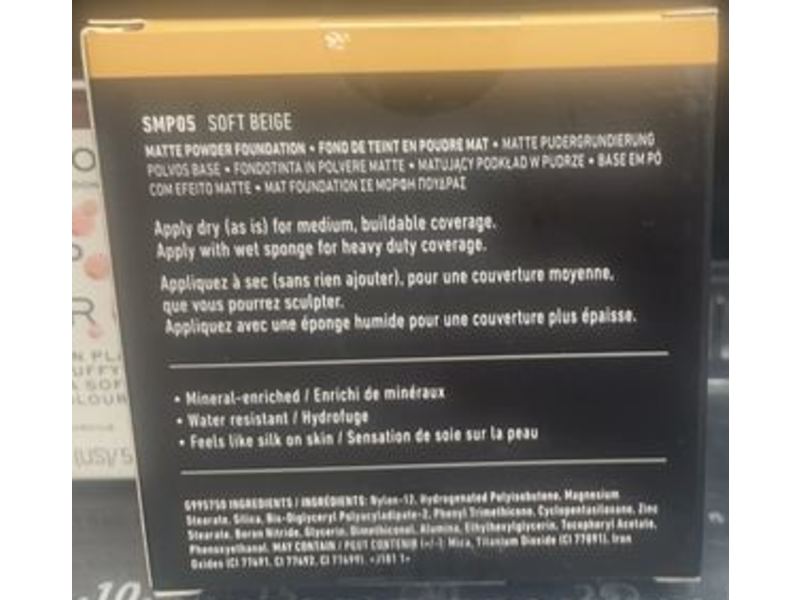 SMP05 SOFT BEIGE
MATTE POWDER FOUNDATION • FOND DE TEINT EN POUDRE MAT • MATTE PUDERGRUNDIERUNG
POLVOS BASE • FONDOTINTA IN POLVERE MATTE • MATUJĄCY PODKŁAD W PUDRZE • BASE EM PÓ
COM EFEITO MATTE • MAT FOUNDATION ΣΕ ΜΟΡΦΗ ΠΟΥΔΡΑΣ
Apply dry (as is) for medium, buildable coverage.
Apply with wet sponge for heavy duty coverage.
Appliquez à sec (sans rien ajouter), pour une couverture moyenne,
que vous pourrez sculpter.
Appliquez avec une éponge humide pour une couverture plus épaisse.
• Mineral-enriched / Enrichi de minéraux
• Water resistant / Hydrofuge
• Feels like silk on skin / Sensation de soie sur la peau
G995750 INGREDIENTS / INGRÉDIENTS: Nylon-12, Hydrogenated Polyisobutene, Magnesium
Stearate, Silica, Bis-Diglyceryl Polyacyladipate-2, Phenyl Trimethicone, Cyclopentasiloxane, Zinc
Stearate, Boron Nitride, Glycerin, Dimethiconol, Alumina, Ethylhexylglycerin, Tocopheryl Acetate,
Phenoxyethanol. MAY CONTAIN / PEUT CONTENIR (+/-): Mica, Titanium Dioxide (CI 77891), Iron
Oxides (CI 77491, CI 77492, CI 77499).
(US)/5
10